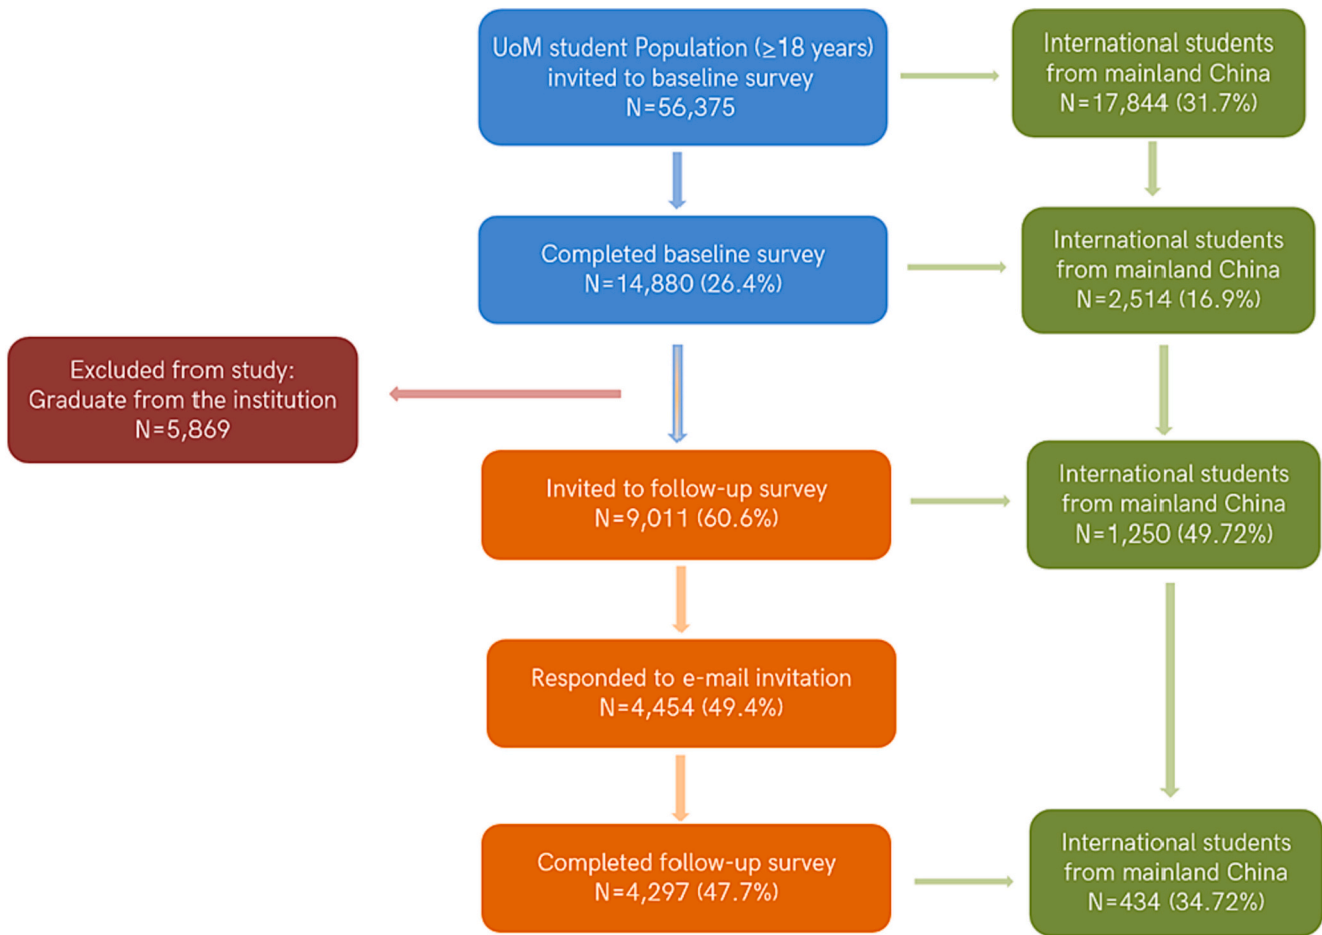 UoM student Population (≥18 years)
invited to baseline survey
N=56,375
International students
from mainland China
N=17,844 (31.7%)
Completed baseline survey
N=14,880 (26.4%)
International students
from mainland China
N=2,514 (16.9%)
Excluded from study:
Graduate from the institution
N=5,869
Invited to follow-up survey
N=9,011 (60.6%)
International students
from mainland China
N=1,250 (49.72%)
Responded to e-mail invitation
N=4,454 (49.4%)
Completed follow-up survey
N=4,297 (47.7%)
International students
from mainland China
N=434 (34.72%)